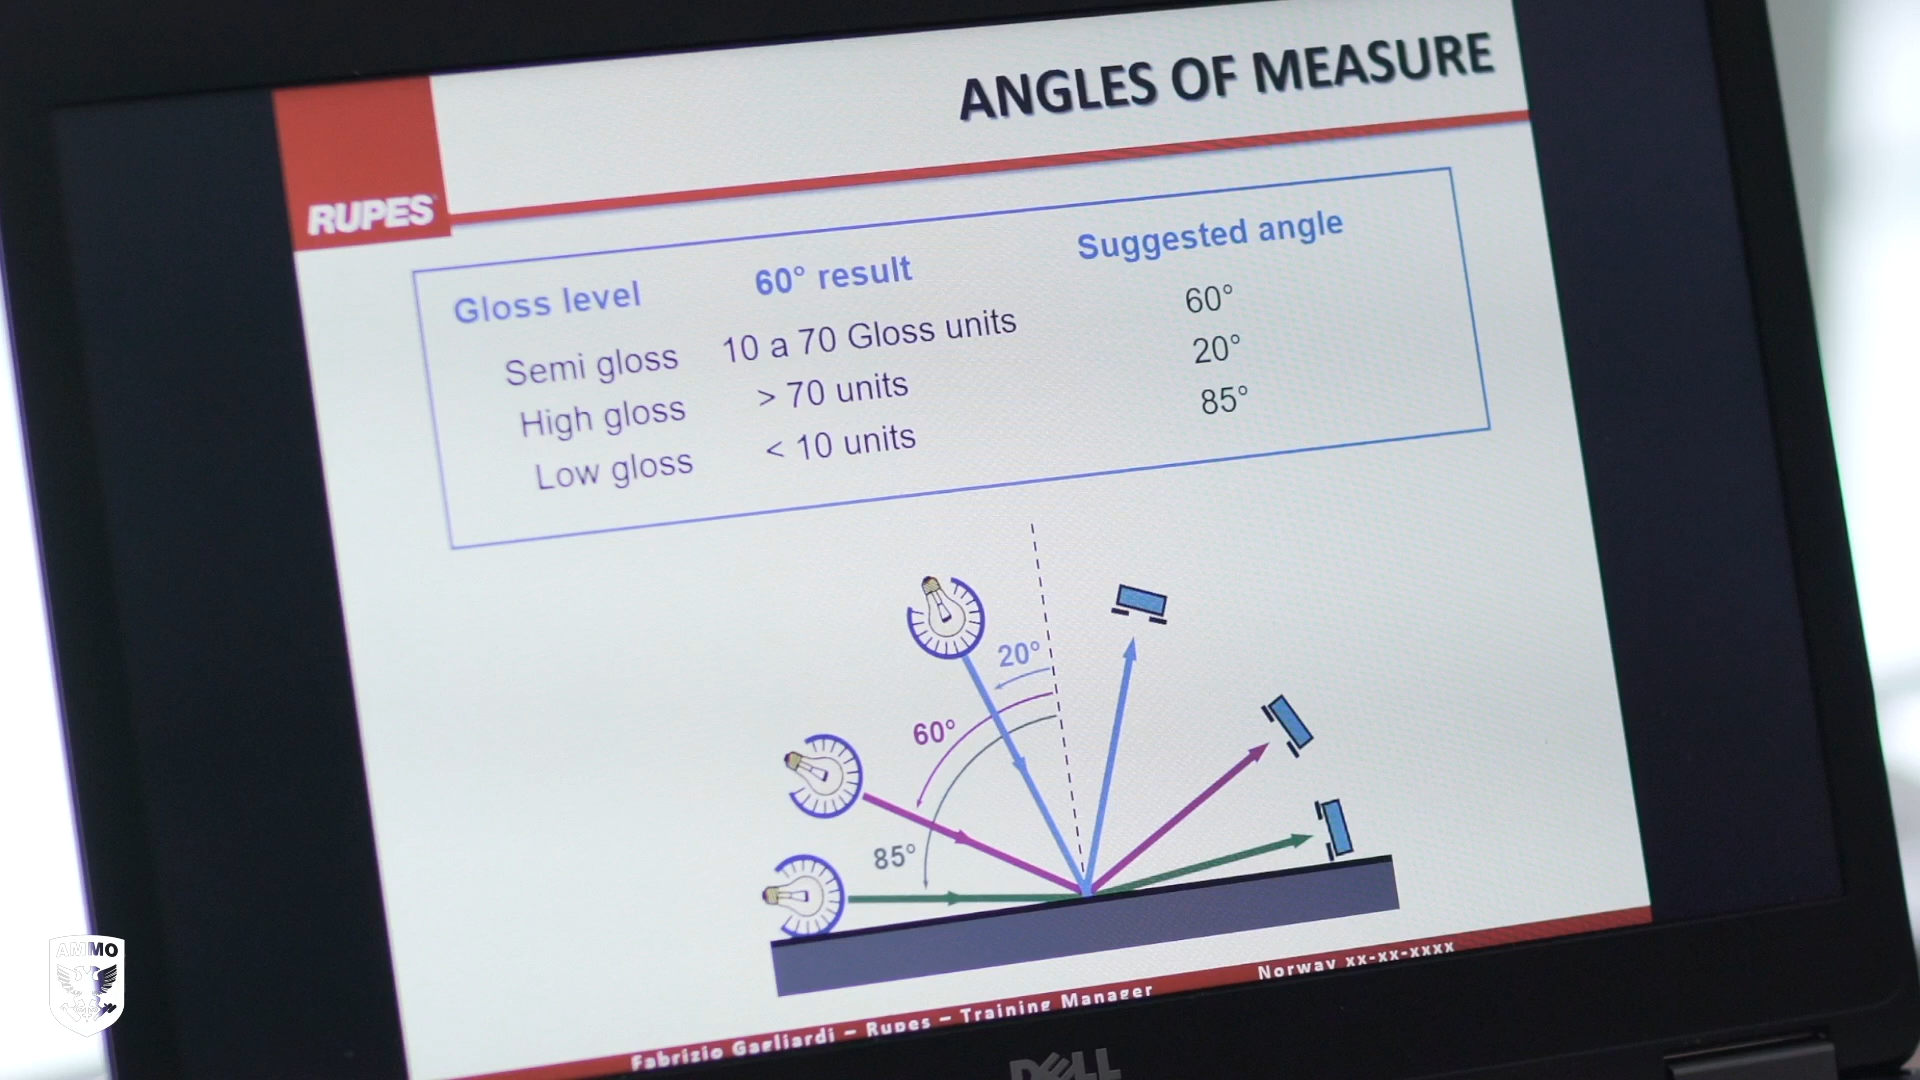 ANGLES OF MEASURE
RUPES
Gloss level 60° result Suggested angle
Semi gloss 10 a 70 Gloss units 60°
High gloss > 70 units 20°
Low gloss < 10 units 85°
20°
60°
85°
Norway xx-xx-xxxx
Fabrizio Gagliardi – Rupes – Training Manager
AMMO
DELL